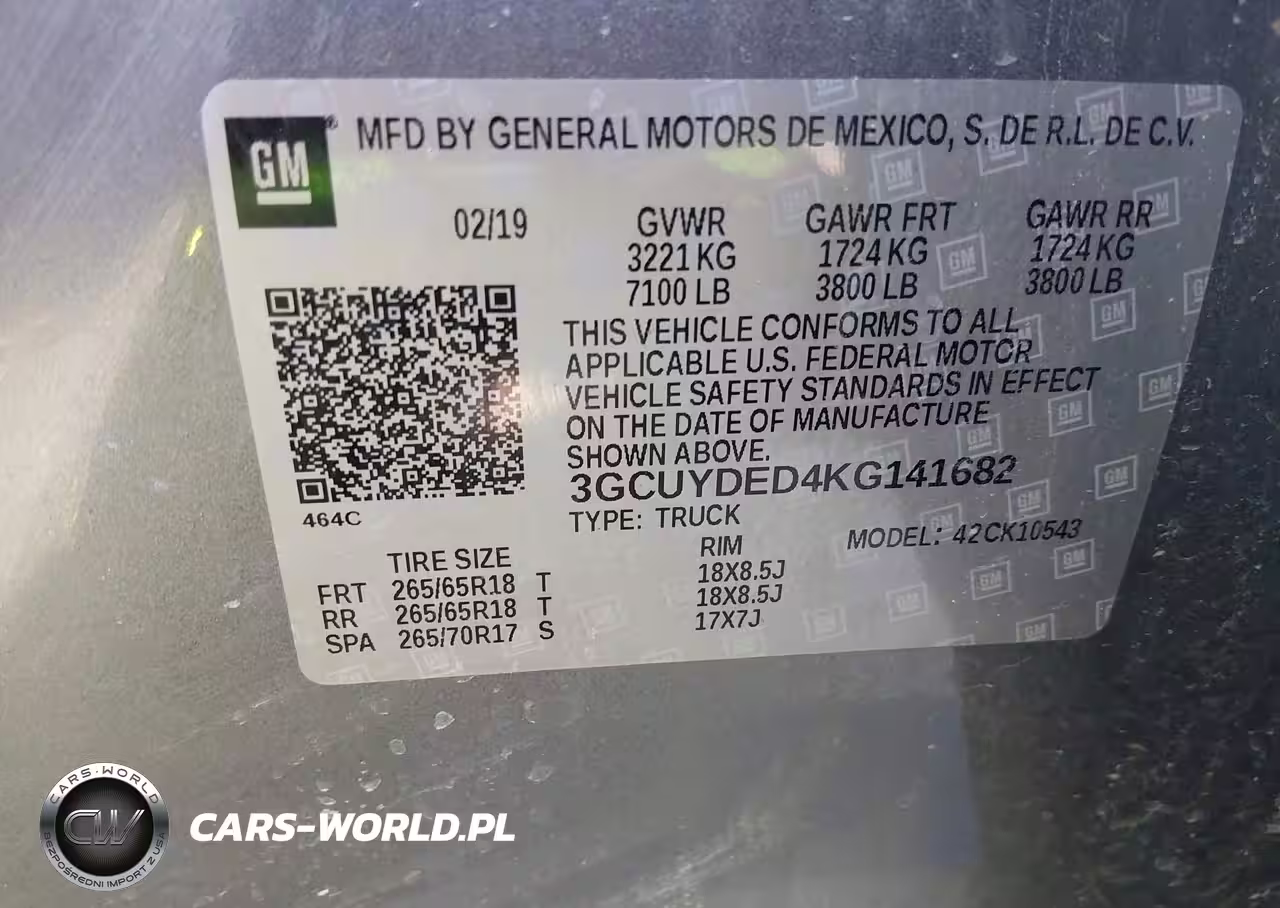 GM® MFD BY GENERAL MOTORS DE MEXICO, S. DE R.L. DE C.V.
02/19 GVWR GAWR FRT GAWR RR
3221 KG 1724 KG 1724 KG
7100 LB 3800 LB 3800 LB
THIS VEHICLE CONFORMS TO ALL
APPLICABLE U.S. FEDERAL MOTOR
VEHICLE SAFETY STANDARDS IN EFFECT
ON THE DATE OF MANUFACTURE
SHOWN ABOVE.
3GCUYDED4KG141682
464C
TYPE: TRUCK MODEL: 42CK10543
TIRE SIZE RIM
FRT 265/65R18 T 18X8.5J
RR 265/65R18 T 18X8.5J
SPA 265/70R17 S 17X7J
CARS-WORLD
CW
BEZPOŚREDNI IMPORT Z USA
CARS-WORLD.PL